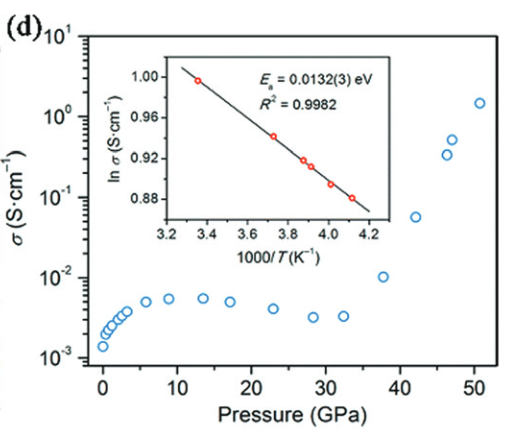 (d)
10¹
10⁰
10⁻¹
10⁻²
10⁻³
σ (S·cm⁻¹)
0 10 20 30 40 50
Pressure (GPa)
1.00
0.96
0.92
0.88
ln σ (S·cm⁻¹)
Eₐ = 0.0132(3) eV
R² = 0.9982
3.2 3.4 3.6 3.8 4.0 4.2
1000/T (K⁻¹)